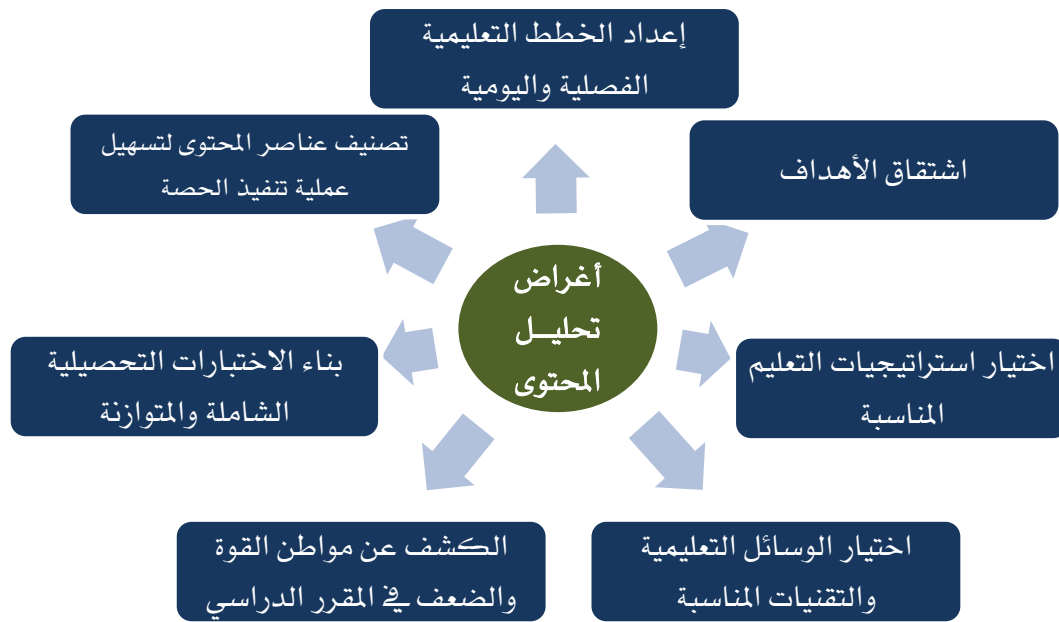 إعداد الخطط التعليمية
الفصلية واليومية
اشتقاق الأهداف
تصنيف عناصر المحتوى لتسهيل
عملية تنفيذ الحصة
أغراض
تحليل
المحتوى
اختيار استراتيجيات التعليم
المناسبة
بناء الاختبارات التحصيلية
الشاملة والمتوازنة
اختيار الوسائل التعليمية
والتقنيات المناسبة
الكشف عن مواطن القوة
والضعف في المقرر الدراسي